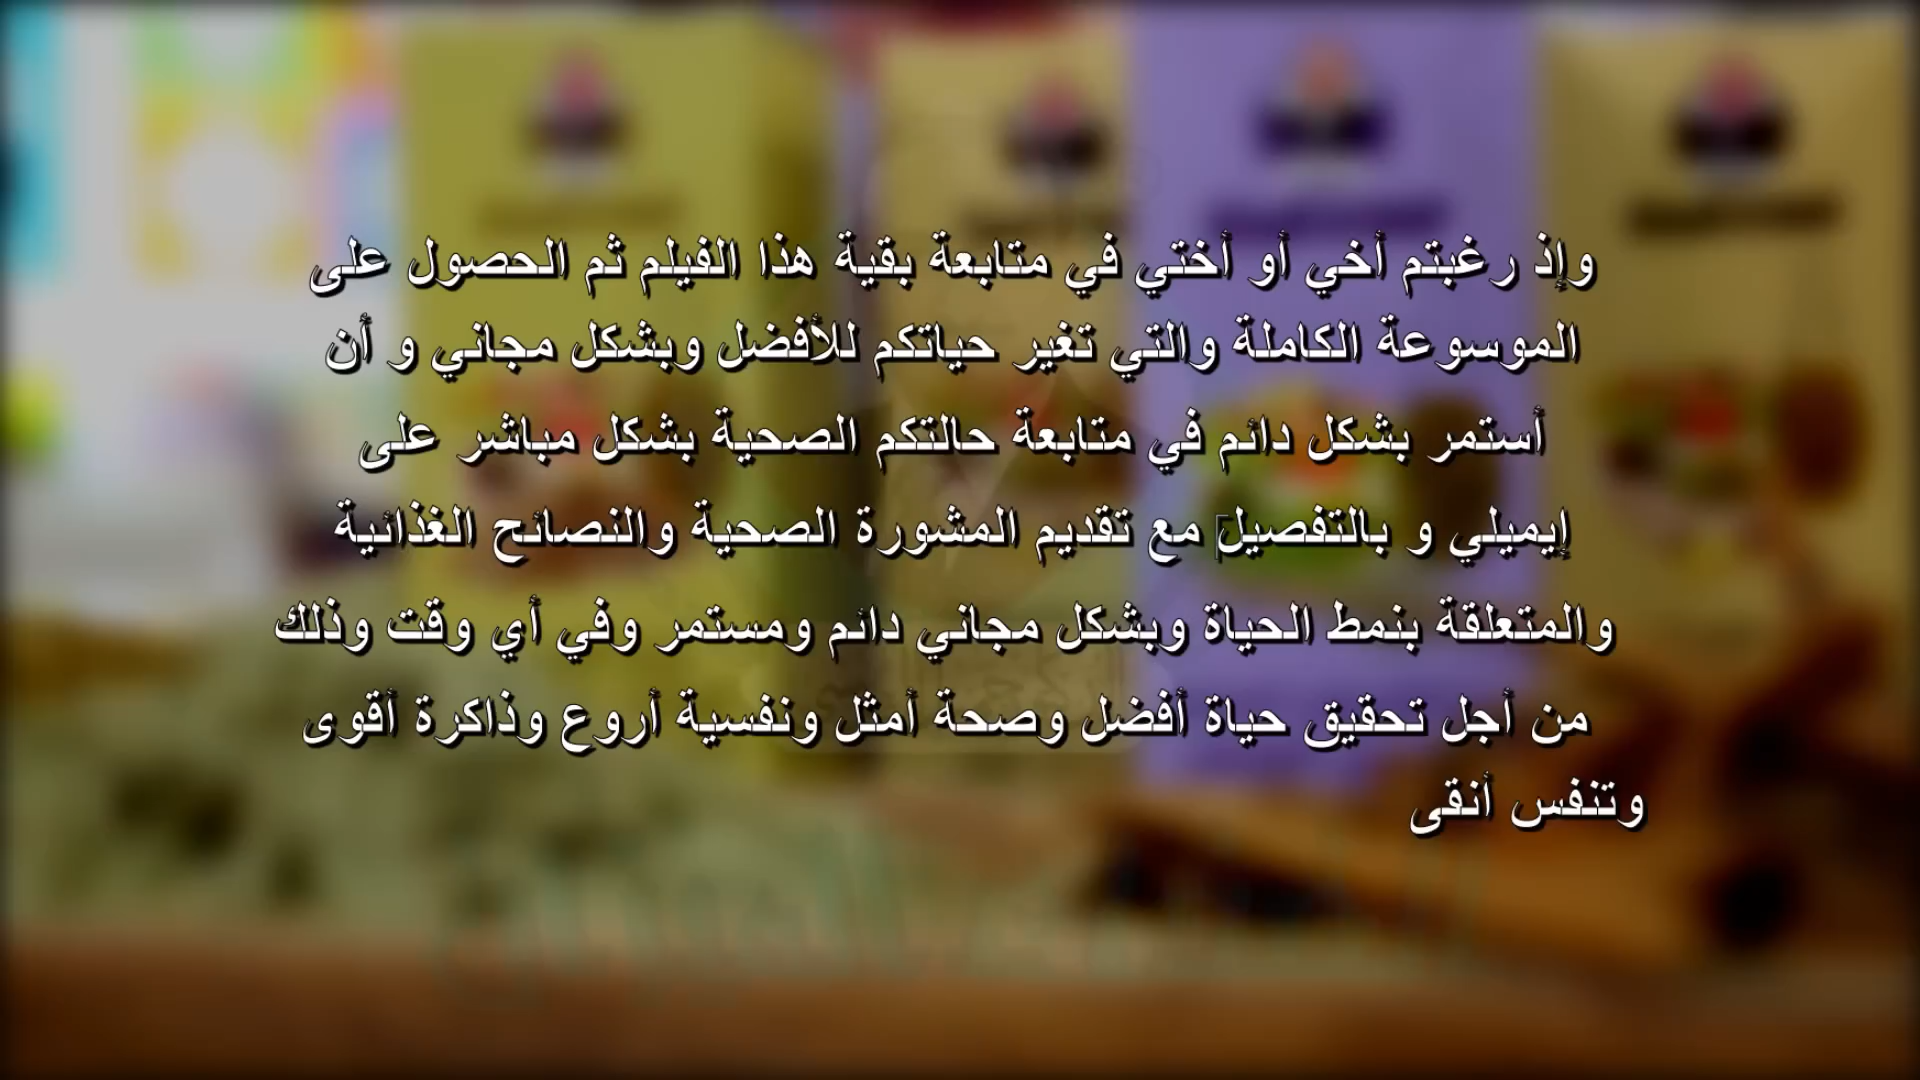 وإذ رغبتم أخي أو أختي في متابعة بقية هذا الفيلم ثم الحصول على
الموسوعة الكاملة والتي تغير حياتكم للأفضل وبشكل مجاني و أن
أستمر بشكل دائم في متابعة حالتكم الصحية بشكل مباشر على
إيميلي و بالتفصيل مع تقديم المشورة الصحية والنصائح الغذائية
والمتعلقة بنمط الحياة وبشكل مجاني دائم ومستمر وفي أي وقت وذلك
من أجل تحقيق حياة أفضل وصحة أمثل ونفسية أروع وذاكرة أقوى
وتنفس أنقى